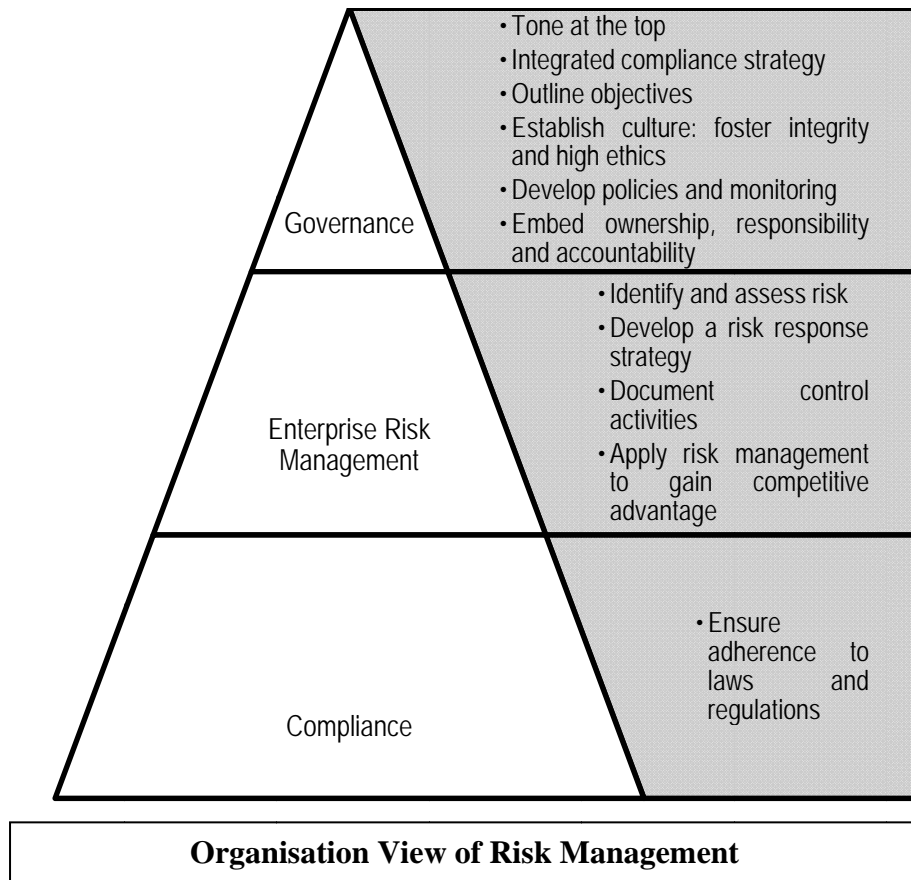 • Tone at the top
• Integrated compliance strategy
• Outline objectives
• Establish culture: foster integrity
and high ethics
• Develop policies and monitoring
• Embed ownership, responsibility
and accountability
Governance
• Identify and assess risk
• Develop a risk response
strategy
• Document control
activities
• Apply risk management
to gain competitive
advantage
Enterprise Risk
Management
• Ensure
adherence to
laws and
regulations
Compliance
Organisation View of Risk Management